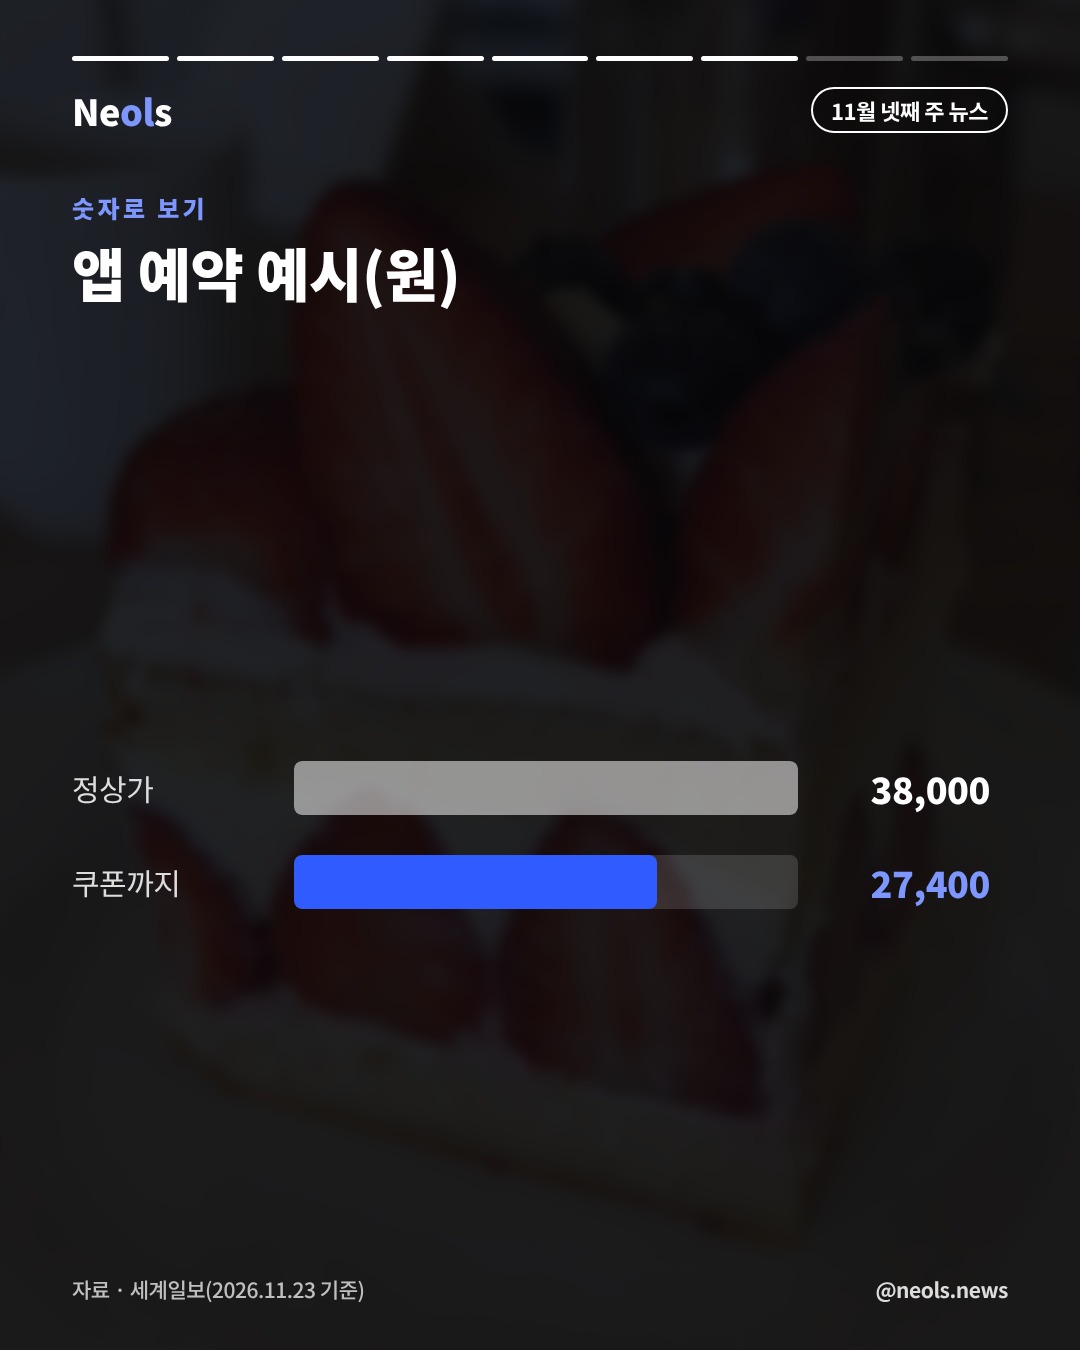 Neols
11월 넷째 주 뉴스
숫자로 보기
앱 예약 예시(원)
정상가
38,000
쿠폰까지
27,400
자료 · 세계일보(2026.11.23 기준)
@neols.news